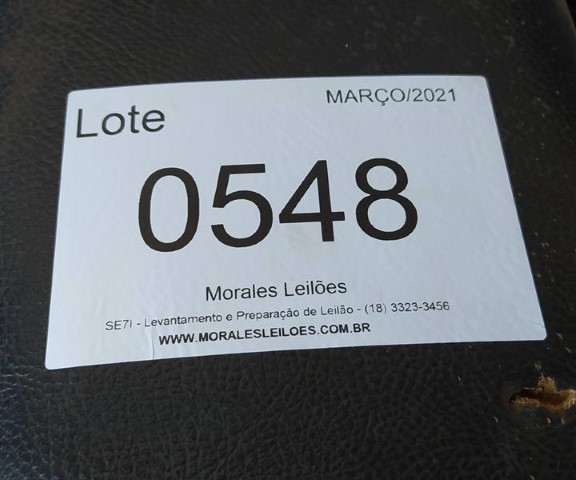 MARÇO/2021
Lote
0548
Morales Leilões
SE7I - Levantamento e Preparação de Leilão - (18) 3323-3456
WWW.MORALESLEILOES.COM.BR